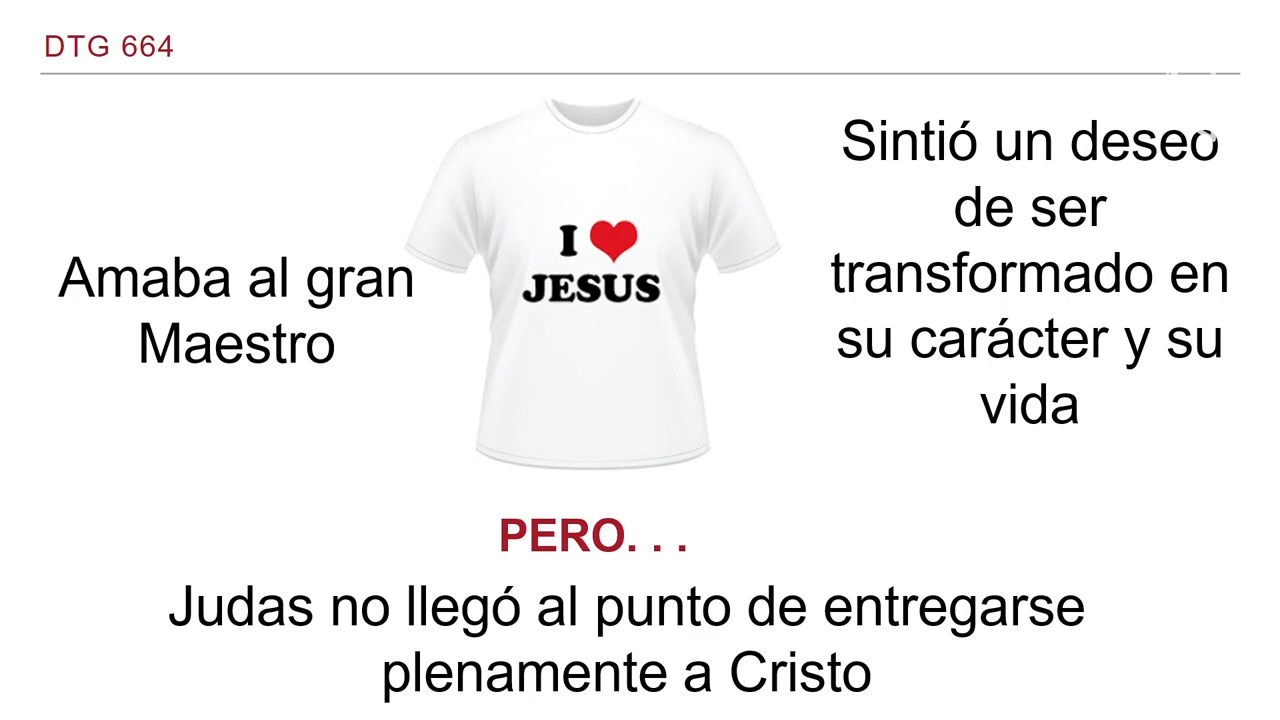 DTG 664
Amaba al gran
Maestro
I ❤
JESUS
Sintió un deseo
de ser
transformado en
su carácter y su
vida
PERO. . .
Judas no llegó al punto de entregarse
plenamente a Cristo